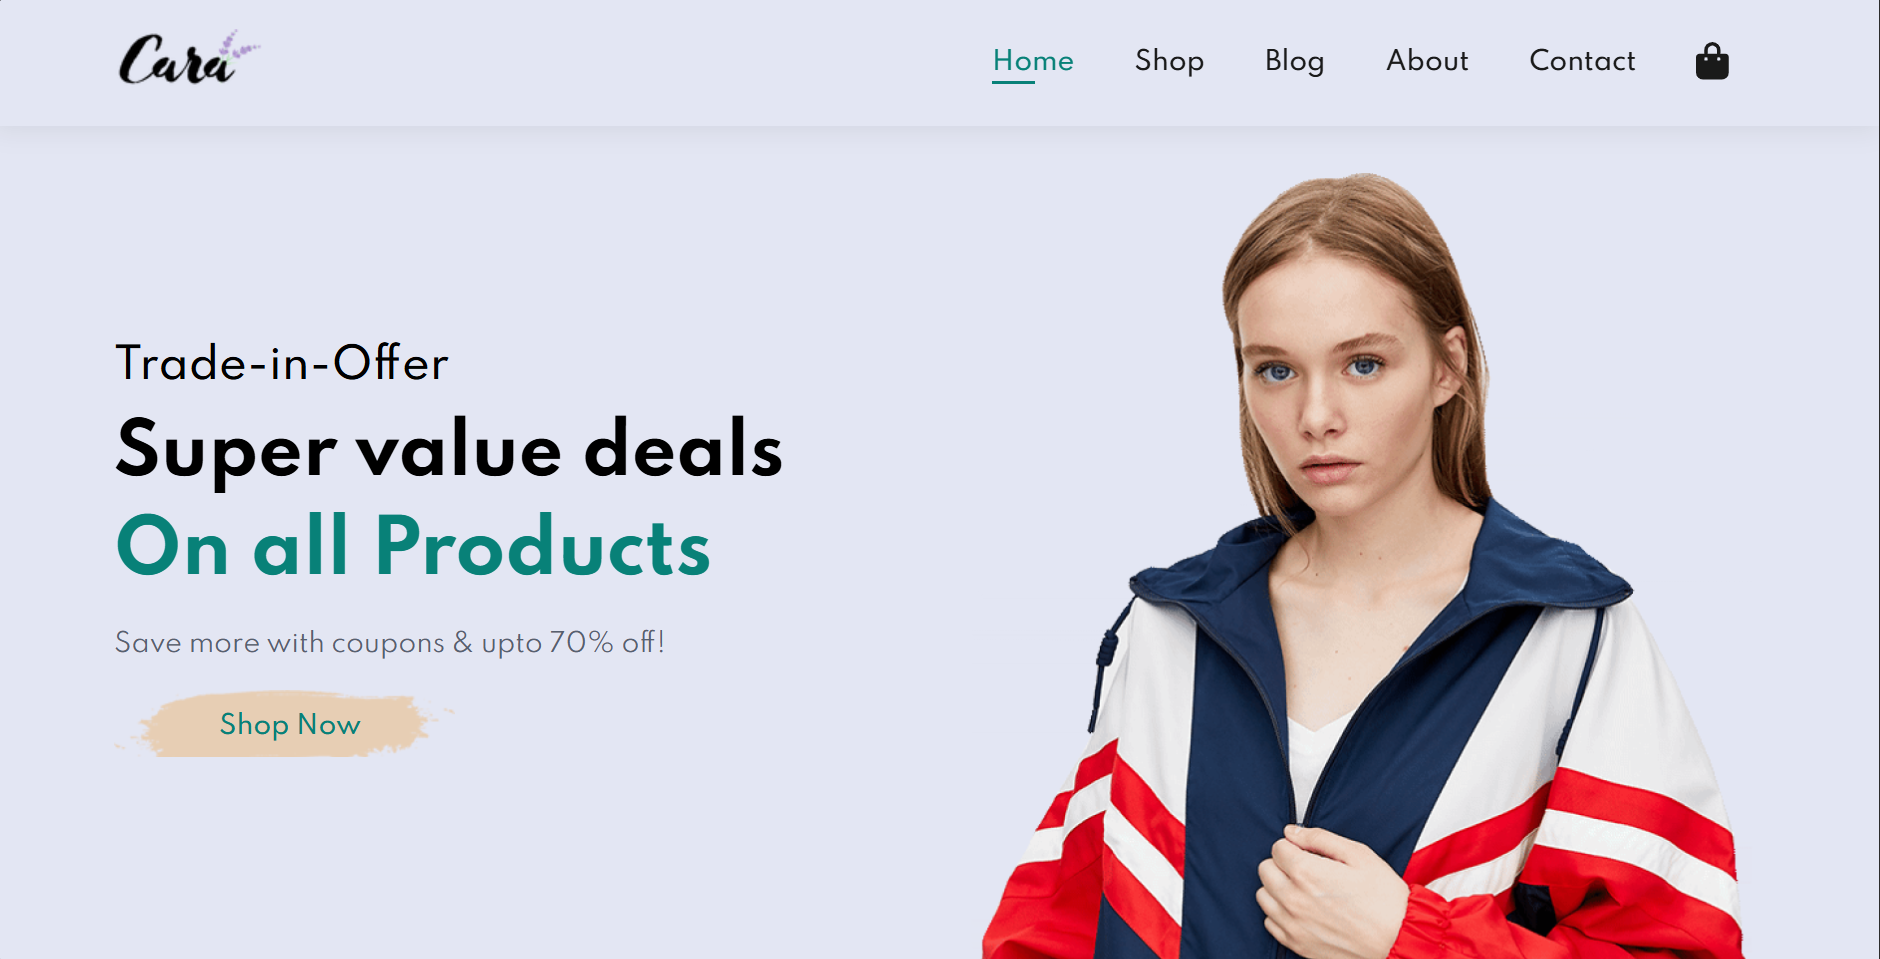 Cara
Home Shop Blog About Contact
Trade-in-Offer
Super value deals
On all Products
Save more with coupons & upto 70% off!
Shop Now